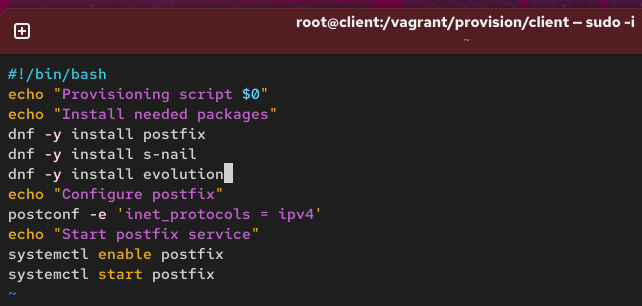 root@client:/vagrant/provision/client — sudo -i
~
#!/bin/bash
echo "Provisioning script $0"
echo "Install needed packages"
dnf -y install postfix
dnf -y install s-nail
dnf -y install evolution
echo "Configure postfix"
postconf -e 'inet_protocols = ipv4'
echo "Start postfix service"
systemctl enable postfix
systemctl start postfix
~